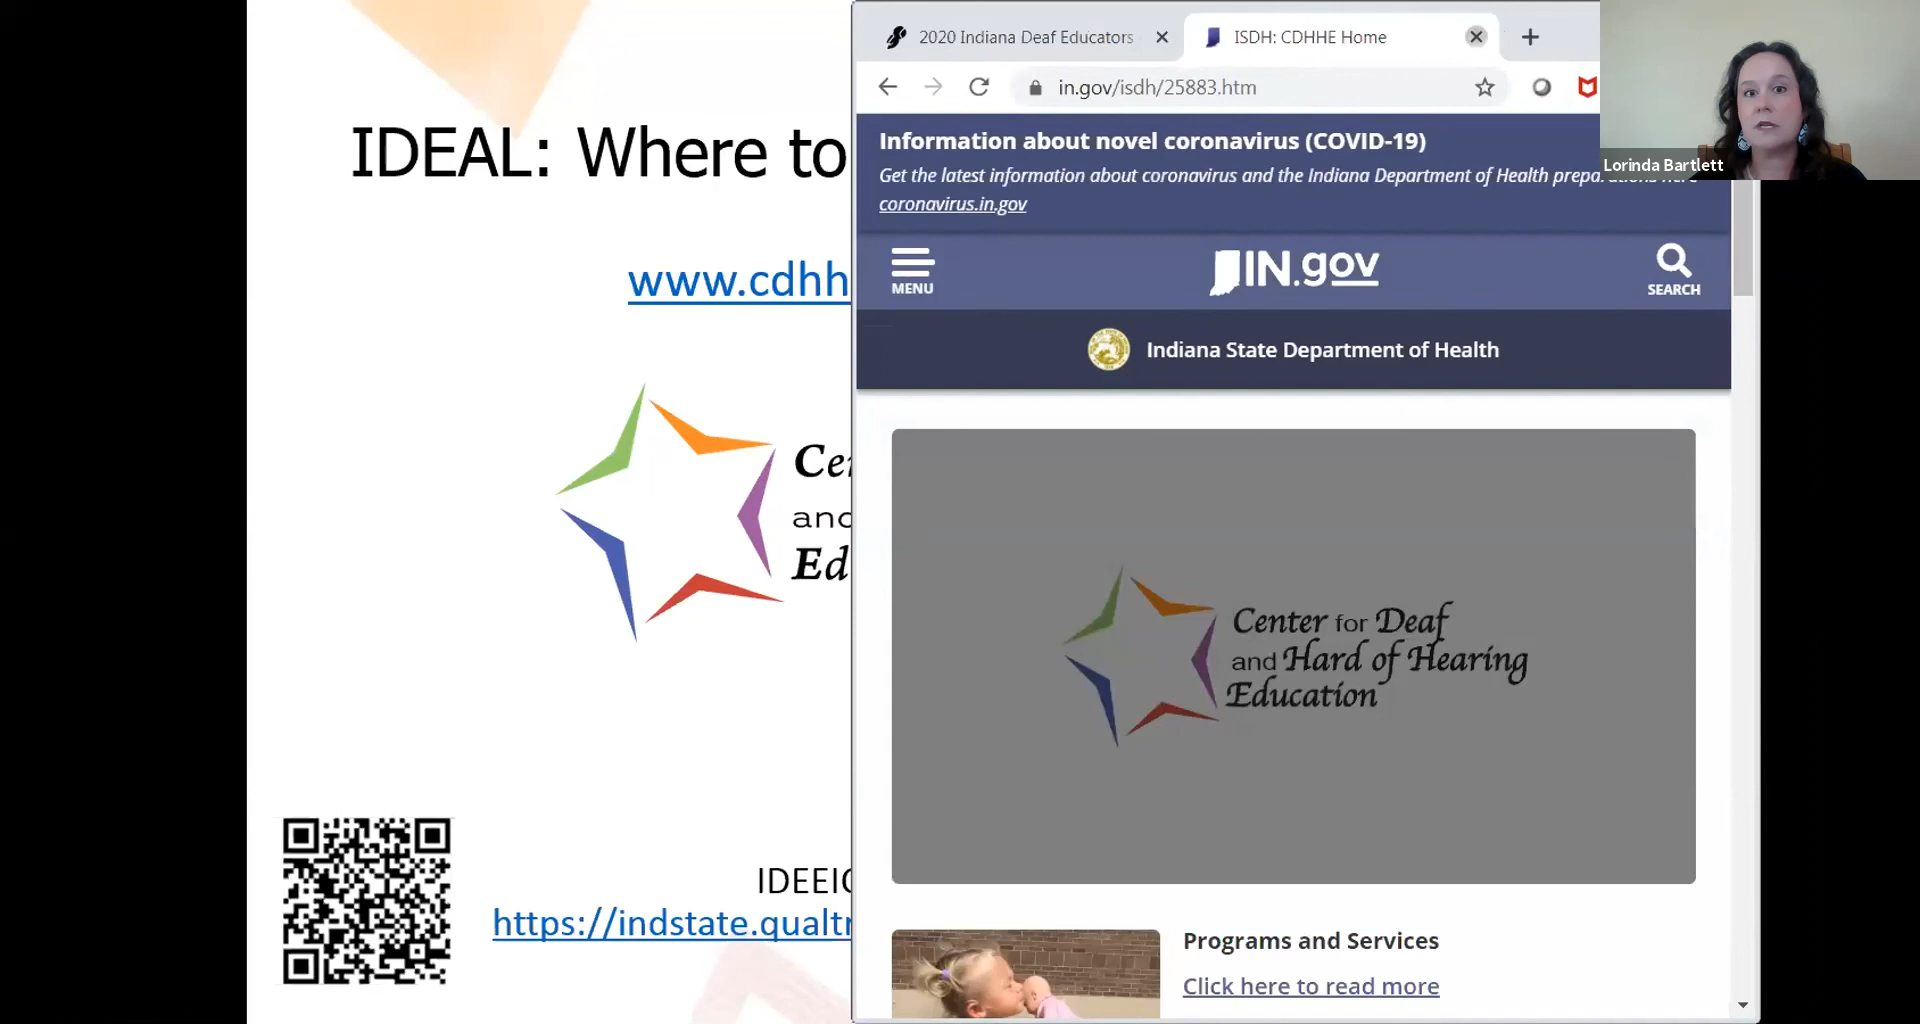 IDEAL: Where to
www.cdhh
and
Ed
IDEEI
https://indstate.qualtr
2020 Indiana Deaf Educators
ISDH: CDHHE Home
in.gov/isdh/25883.htm
Information about novel coronavirus (COVID-19)
Get the latest information about coronavirus and the Indiana Department of Health
coronavirus.in.gov
MENU
IN.gov
SEARCH
Indiana State Department of Health
Center for Deaf
and Hard of Hearing
Education
Programs and Services
Click here to read more
Lorinda Bartlett